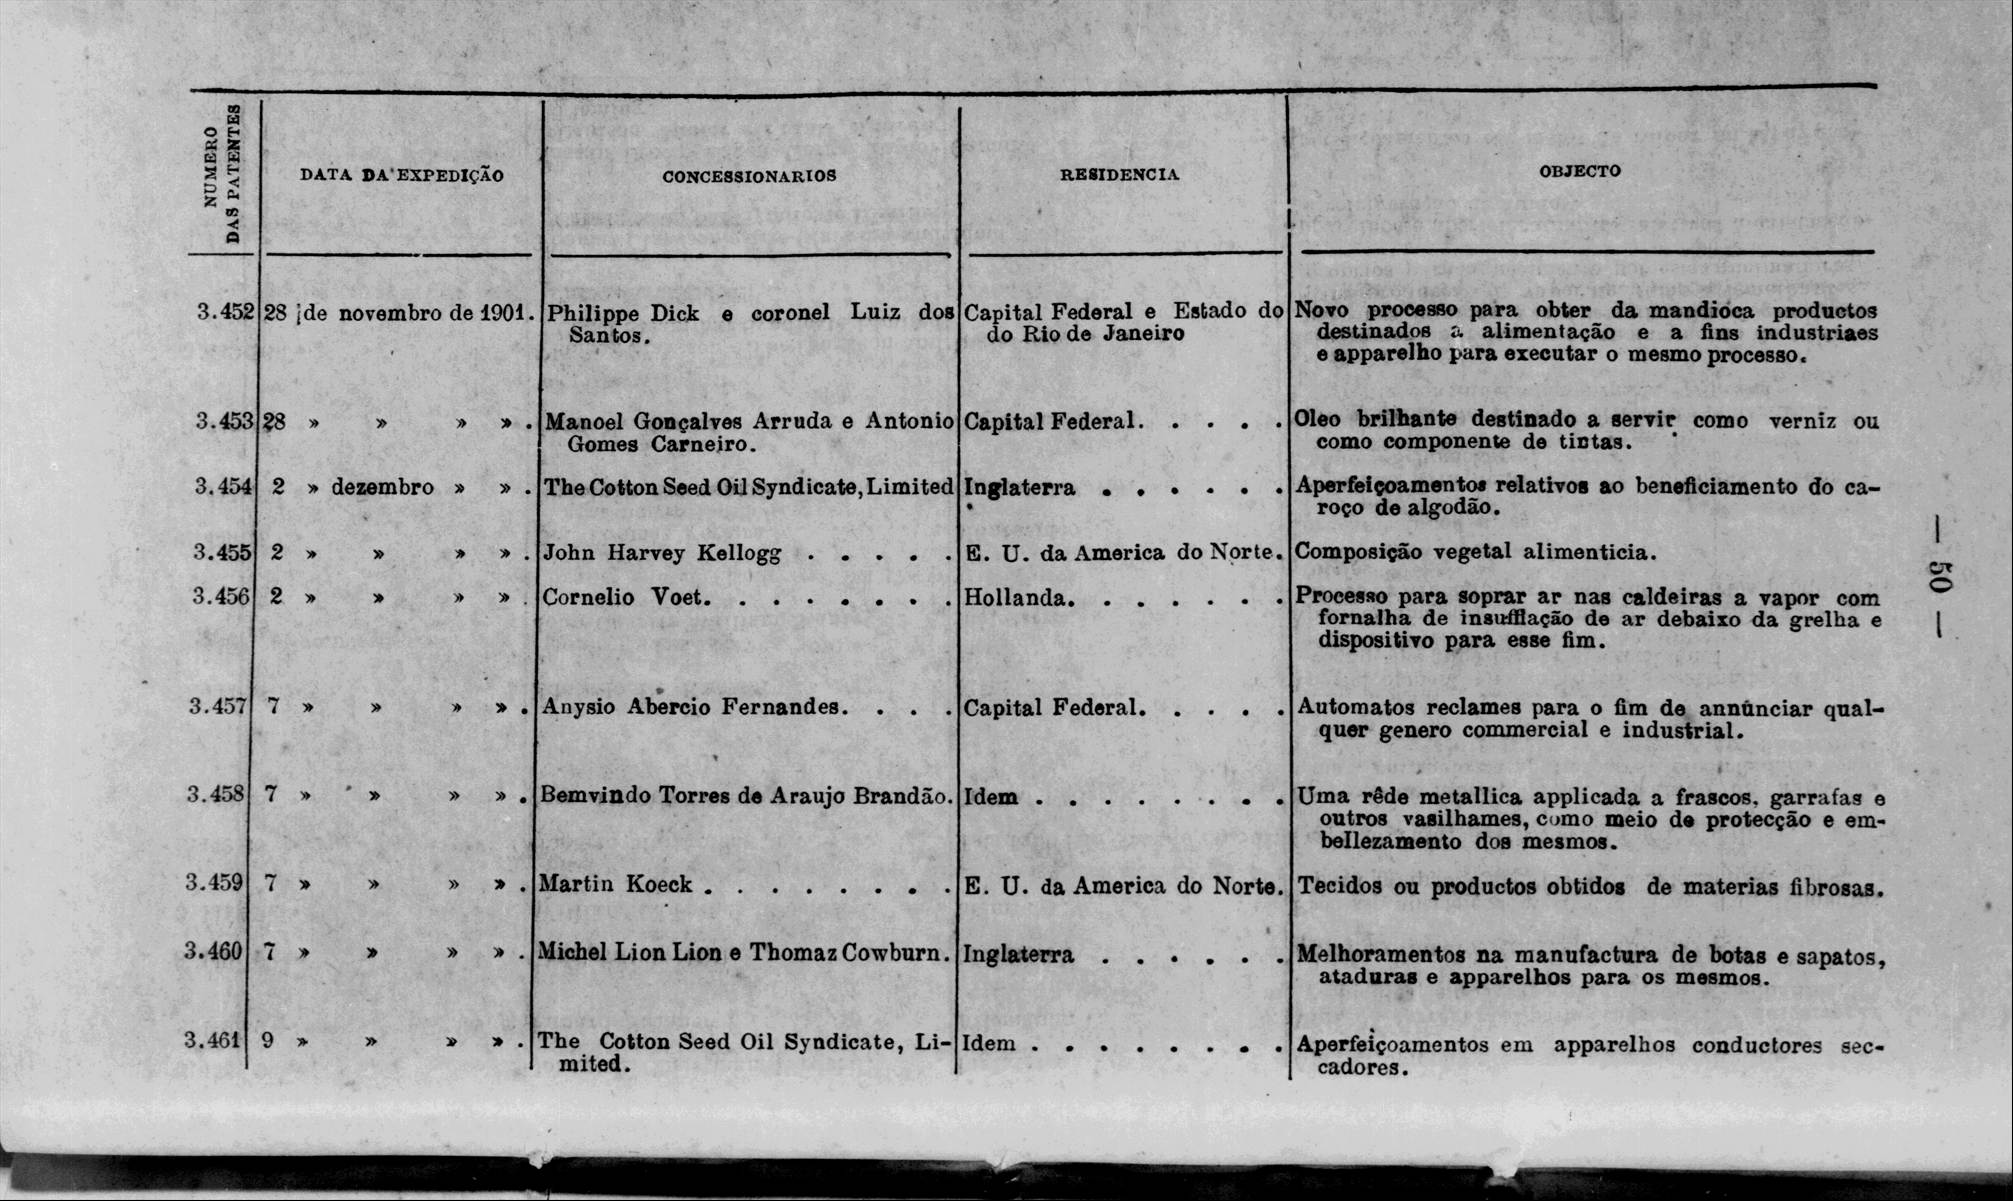 NUMERO DAS PATENTES
DATA DA EXPEDIÇÃO
CONCESSIONARIOS
RESIDENCIA
OBJECTO
3.452 28 de novembro de 1901. Philippe Dick e coronel Luiz dos Capital Federal e Estado do Novo processo para obter da mandioca productos
Santos. do Rio de Janeiro destinados a alimentação e a fins industriaes
e apparelho para executar o mesmo processo.
3.453 28 » » » » . Manoel Gonçalves Arruda e Antonio Capital Federal. . . . . Oleo brilhante destinado a servir como verniz ou
Gomes Carneiro. como componente de tintas.
3.454 2 » dezembro » » . The Cotton Seed Oil Syndicate, Limited Inglaterra . . . . . . Aperfeiçoamentos relativos ao beneficiamento do ca-
roço de algodão.
3.455 2 » » » » . John Harvey Kellogg . . . . . E. U. da America do Norte. Composição vegetal alimenticia.
3.456 2 » » » » . Cornelio Voet. . . . . . . . Hollanda. . . . . . . Processo para soprar ar nas caldeiras a vapor com
fornalha de insufflação de ar debaixo da grelha e
dispositivo para esse fim.
3.457 7 » » » » . Anysio Abercio Fernandes. . . . Capital Federal. . . . . Automatos reclames para o fim de annunciar qual-
quer genero commercial e industrial.
3.458 7 » » » » . Bemvindo Torres de Araujo Brandão. Idem . . . . . . . . Uma rêde metallica applicada a frascos, garrafas e
outros vasilhames, como meio de protecção e em-
bellezamento dos mesmos.
3.459 7 » » » » . Martin Koeck . . . . . . . . E. U. da America do Norte. Tecidos ou productos obtidos de materias fibrosas.
3.460 7 » » » » . Michel Lion Lion e Thomaz Cowburn. Inglaterra . . . . . . Melhoramentos na manufactura de botas e sapatos,
ataduras e apparelhos para os mesmos.
3.461 9 » » » » . The Cotton Seed Oil Syndicate, Li- Idem . . . . . . . . Aperfeiçoamentos em apparelhos conductores sec-
mited. cadores.
— 50 —